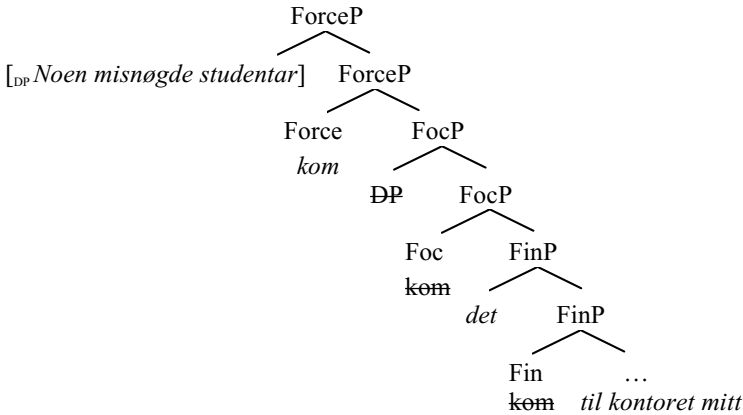 ForceP
[DP Noen misnøgde studentar] ForceP
Force FocP
kom
DP FocP
Foc FinP
kom
det FinP
Fin …
kom til kontoret mitt